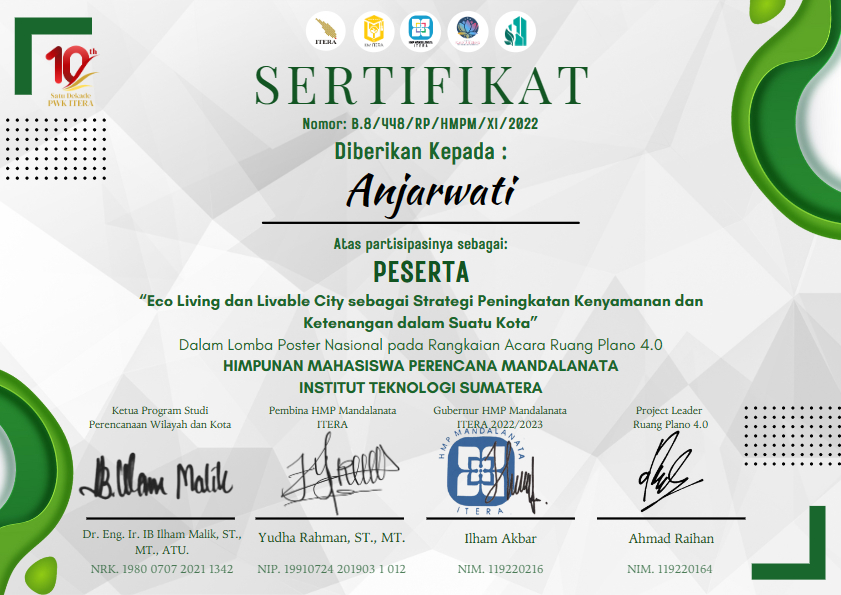 ITERA
HMP MANDALANATA
ITERA
10th
Satu Dekade
PWK ITERA
SERTIFIKAT
Nomor: B.8/448/RP/HMPM/XI/2022
Diberikan Kepada :
Anjarwati
Atas partisipasinya sebagai:
PESERTA
“Eco Living dan Livable City sebagai Strategi Peningkatan Kenyamanan dan
Ketenangan dalam Suatu Kota”
Dalam Lomba Poster Nasional pada Rangkaian Acara Ruang Plano 4.0
HIMPUNAN MAHASISWA PERENCANA MANDALANATA
INSTITUT TEKNOLOGI SUMATERA
Ketua Program Studi
Perencanaan Wilayah dan Kota
IB.Ilham Malik
Dr. Eng. Ir. IB Ilham Malik, ST.,
MT., ATU.
NRK. 1980 0707 2021 1342
Pembina HMP Mandalanata
ITERA
Yudha Rahman, ST., MT.
NIP. 19910724 201903 1 012
Gubernur HMP Mandalanata
ITERA 2022/2023
HMP MANDALANATA
ITERA
Ilham Akbar
NIM. 119220216
Project Leader
Ruang Plano 4.0
Ahmad Raihan
NIM. 119220164